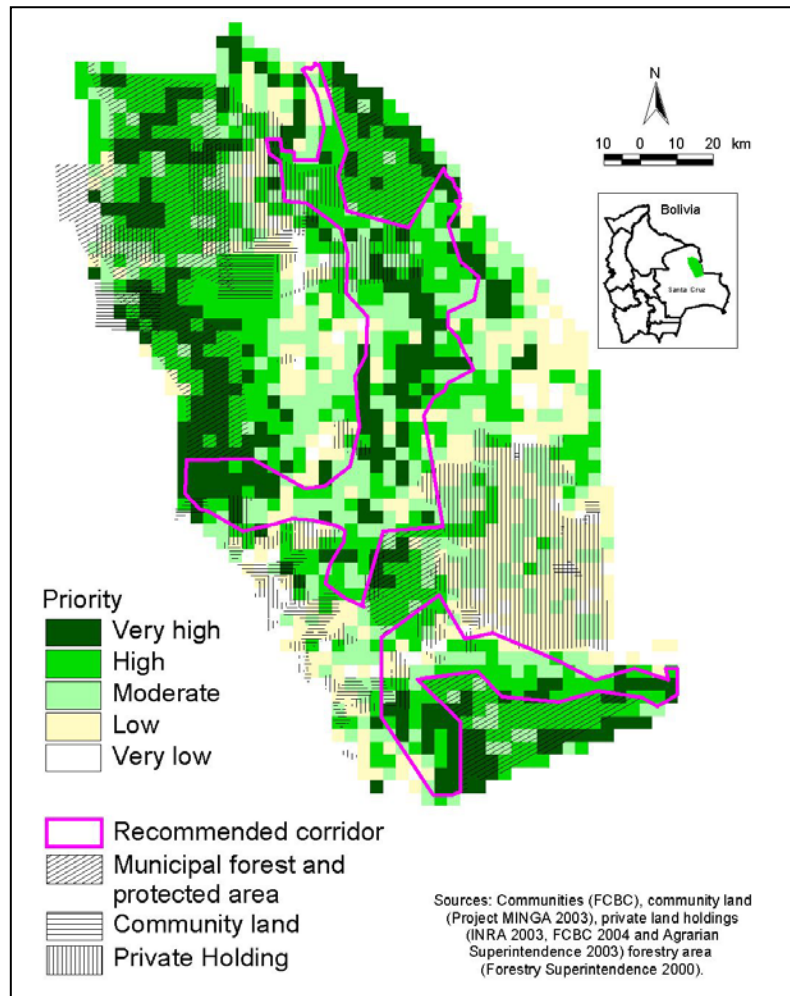 N
10 0 10 20 km
Bolivia
Santa Cruz
Priority
Very high
High
Moderate
Low
Very low
Recommended corridor
Municipal forest and
protected area
Community land
Private Holding
Sources: Communities (FCBC), community land
(Project MINGA 2003), private land holdings
(INRA 2003, FCBC 2004 and Agrarian
Superintendence 2003) forestry area
(Forestry Superintendence 2000).